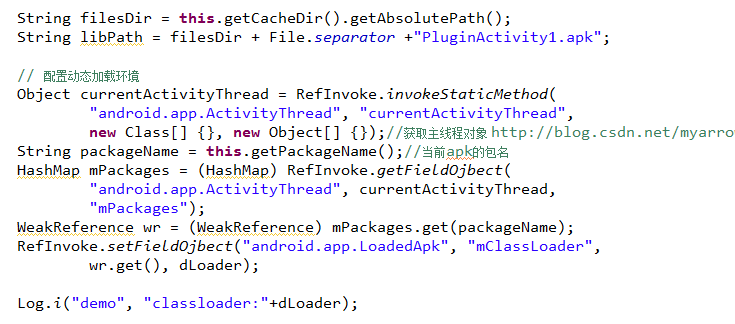 String filesDir = this.getCacheDir().getAbsolutePath();
String libPath = filesDir + File.separator +"PluginActivity1.apk";
// 配置动态加载环境
Object currentActivityThread = RefInvoke.invokeStaticMethod(
"android.app.ActivityThread", "currentActivityThread",
new Class[] {}, new Object[] {});//获取主线程对象 http://blog.csdn.net/myarro
String packageName = this.getPackageName();//当前apk的包名
HashMap mPackages = (HashMap) RefInvoke.getFieldOjbect(
"android.app.ActivityThread", currentActivityThread,
"mPackages");
WeakReference wr = (WeakReference) mPackages.get(packageName);
RefInvoke.setFieldOjbect("android.app.LoadedApk", "mClassLoader",
wr.get(), dLoader);
Log.i("demo", "classloader:"+dLoader);